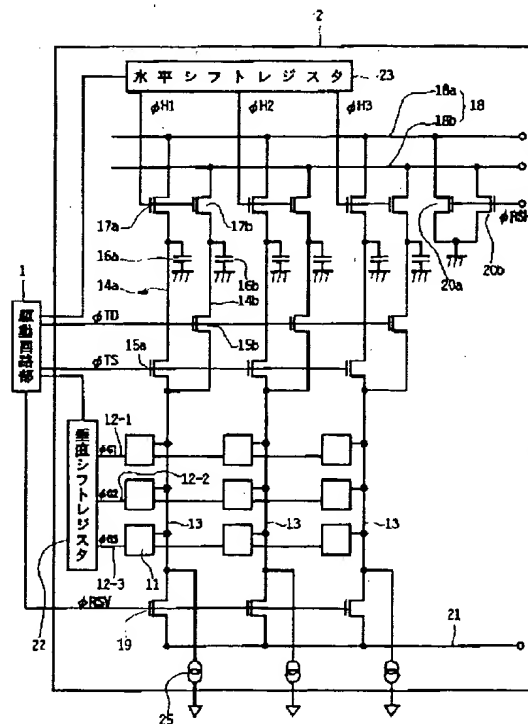 2
水平シフトレジスタ
23
φH1
φH2
φH3
18a
18
18b
17a
17b
φRSH
20a
20b
16a
16b
14a
14b
1
駆動回路部
φTD
15b
15a
φTS
12-1
φG1
12-2
φG2
垂直シフトレジスタ
13
13
13
φG3
12-3
11
φRSV
22
19
21
25